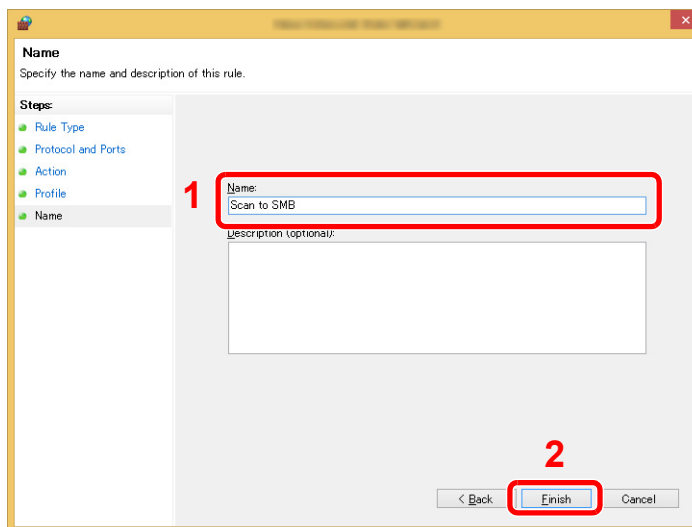 Name
Specify the name and description of this rule.
Steps:
Rule Type
Protocol and Ports
Action
Profile
Name
1
Name:
Scan to SMB
Description (optional):
2
< Back
Finish
Cancel